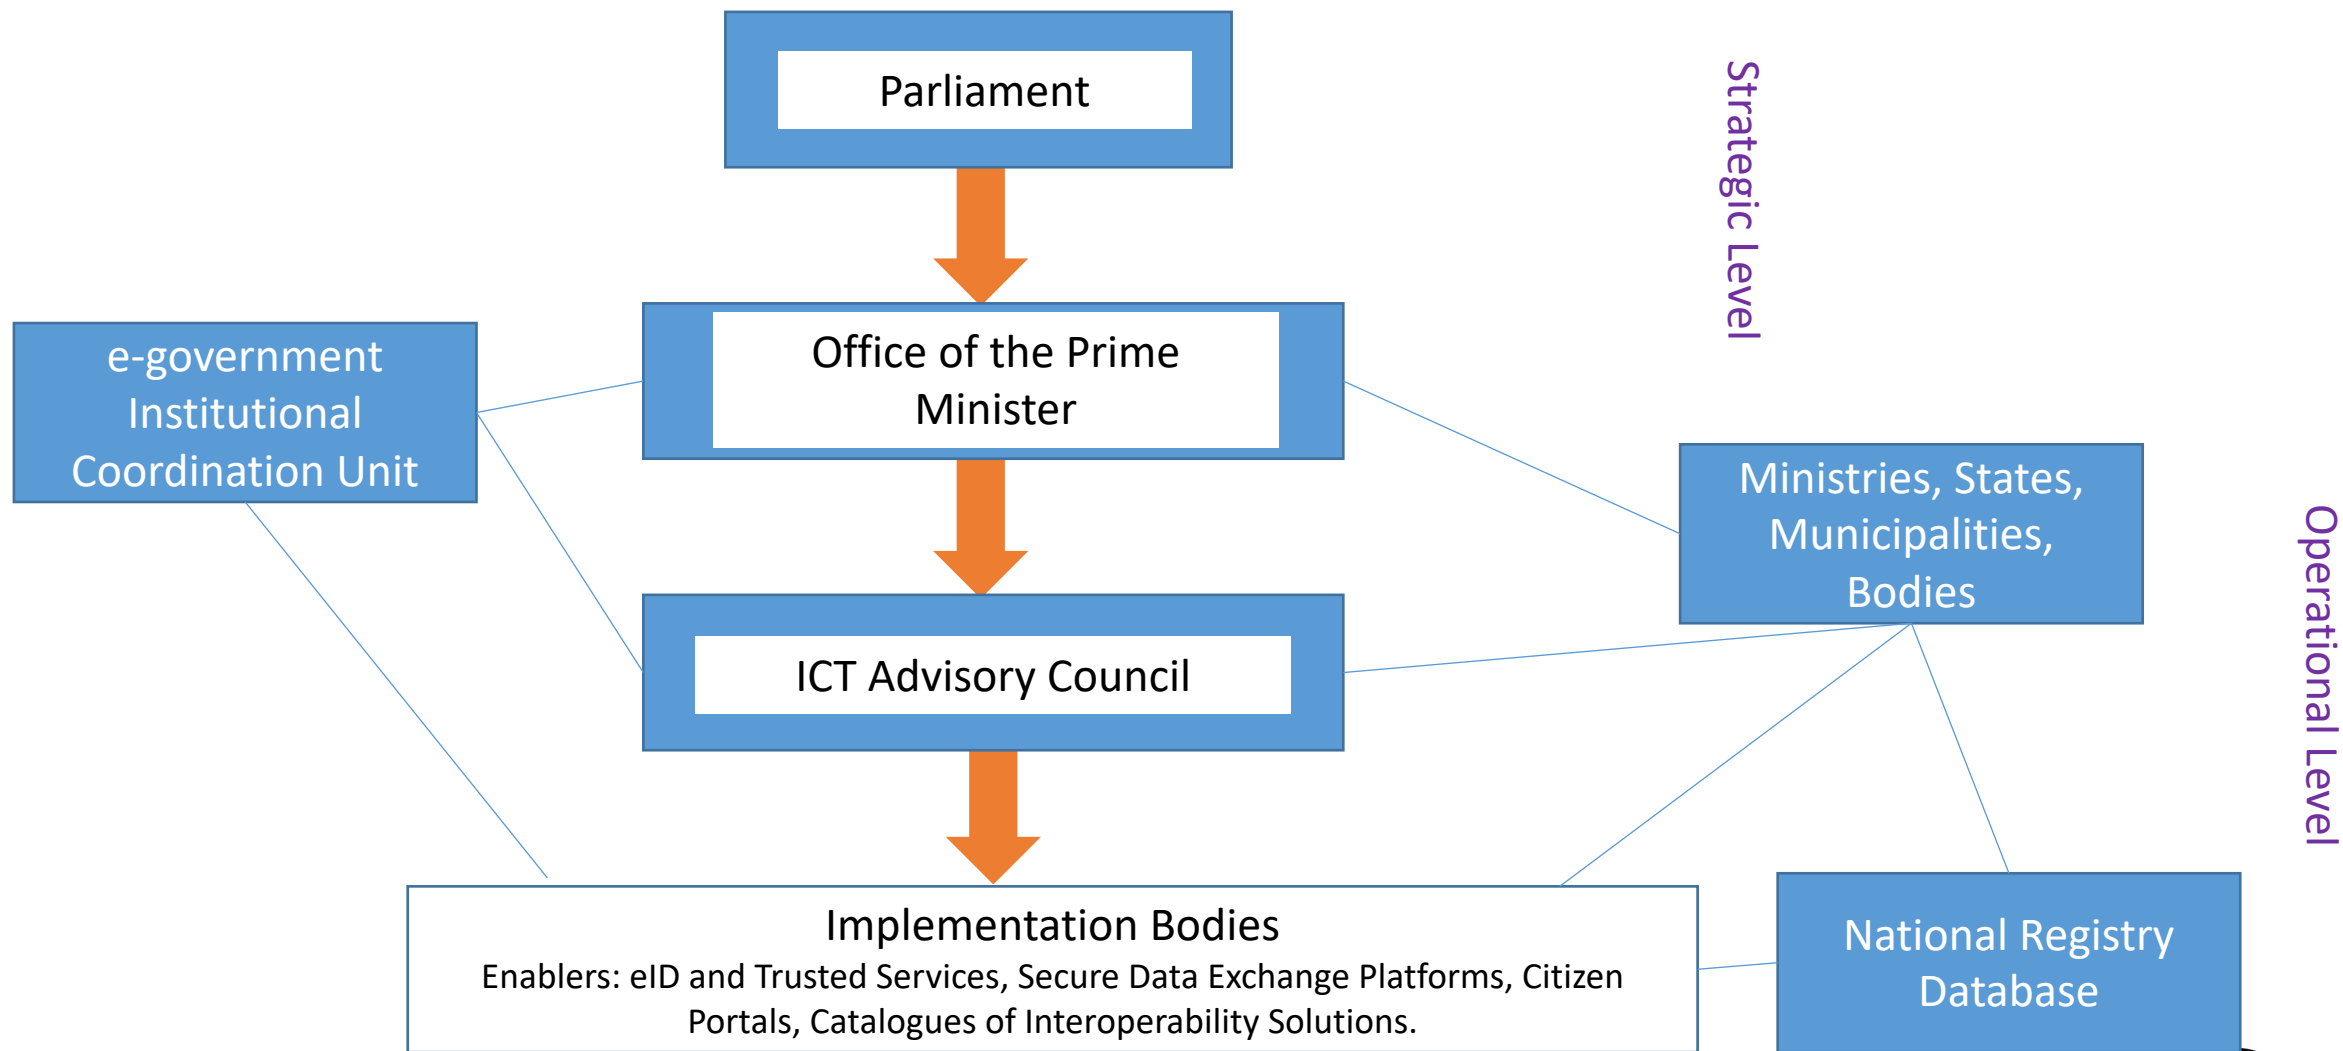 Parliament
Strategic Level
Office of the Prime
Minister
e-government
Institutional
Coordination Unit
Ministries, States,
Municipalities,
Bodies
Operational Level
ICT Advisory Council
Implementation Bodies
Enablers: eID and Trusted Services, Secure Data Exchange Platforms, Citizen
Portals, Catalogues of Interoperability Solutions.
National Registry
Database